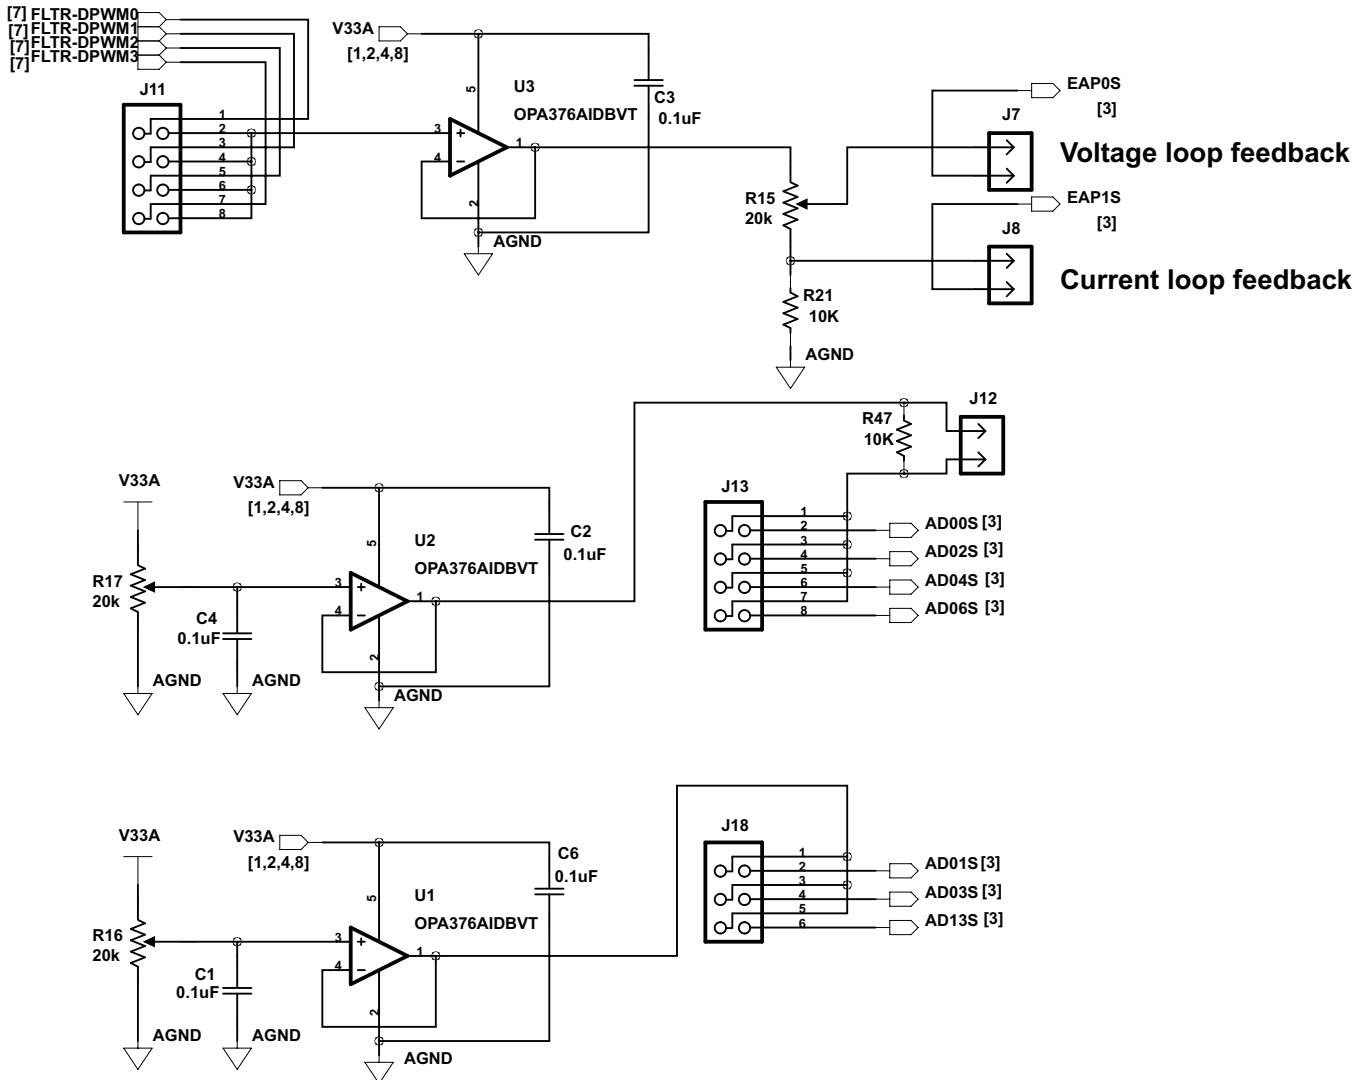 [7] FLTR-DPWM0
[7] FLTR-DPWM1
[7] FLTR-DPWM2
[7] FLTR-DPWM3
J11
1
2
3
4
5
6
7
8
V33A
[1,2,4,8]
5
U3
OPA376AIDBVT
3
+
4
−
1
2
AGND
C3
0.1uF
R15
20k
R21
10K
AGND
EAP0S
[3]
J7
Voltage loop feedback
EAP1S
[3]
J8
Current loop feedback
V33A
R17
20k
AGND
C4
0.1uF
AGND
V33A
[1,2,4,8]
5
U2
OPA376AIDBVT
3
+
4
−
1
2
AGND
C2
0.1uF
R47
10K
J12
J13
1
2
3
4
5
6
7
8
AD00S [3]
AD02S [3]
AD04S [3]
AD06S [3]
V33A
R16
20k
AGND
C1
0.1uF
AGND
V33A
[1,2,4,8]
5
U1
OPA376AIDBVT
3
+
4
−
1
2
AGND
C6
0.1uF
J18
1
2
3
4
5
6
AD01S [3]
AD03S [3]
AD13S [3]